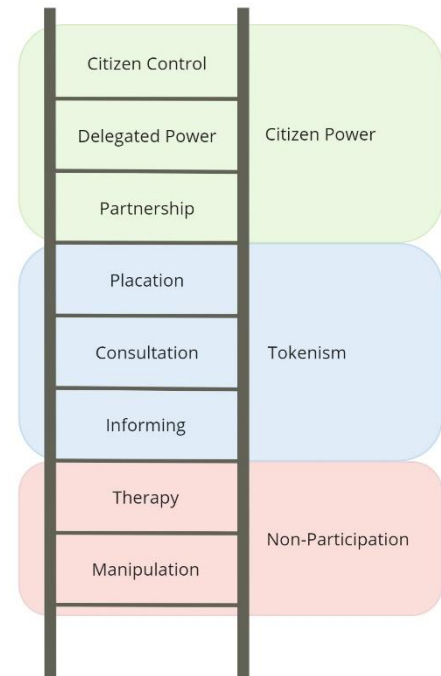 Citizen Control
Delegated Power
Citizen Power
Partnership
Placation
Consultation
Tokenism
Informing
Therapy
Non-Participation
Manipulation